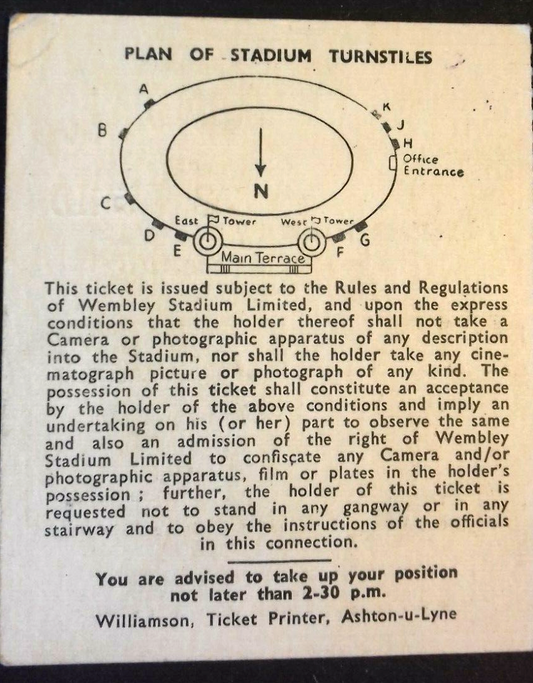 PLAN OF STADIUM TURNSTILES
A
K
B
J
H
Office
Entrance
N
C
East Tower
West Tower
D
G
E
F
Main Terrace
This ticket is issued subject to the Rules and Regulations
of Wembley Stadium Limited, and upon the express
conditions that the holder thereof shall not take a
Camera or photographic apparatus of any description
into the Stadium, nor shall the holder take any cine-
matograph picture or photograph of any kind. The
possession of this ticket shall constitute an acceptance
by the holder of the above conditions and imply an
undertaking on his (or her) part to observe the same
and also an admission of the right of Wembley
Stadium Limited to confiscate any Camera and/or
photographic apparatus, film or plates in the holder's
possession ; further, the holder of this ticket is
requested not to stand in any gangway or in any
stairway and to obey the instructions of the officials
in this connection.
You are advised to take up your position
not later than 2-30 p.m.
Williamson, Ticket Printer, Ashton-u-Lyne